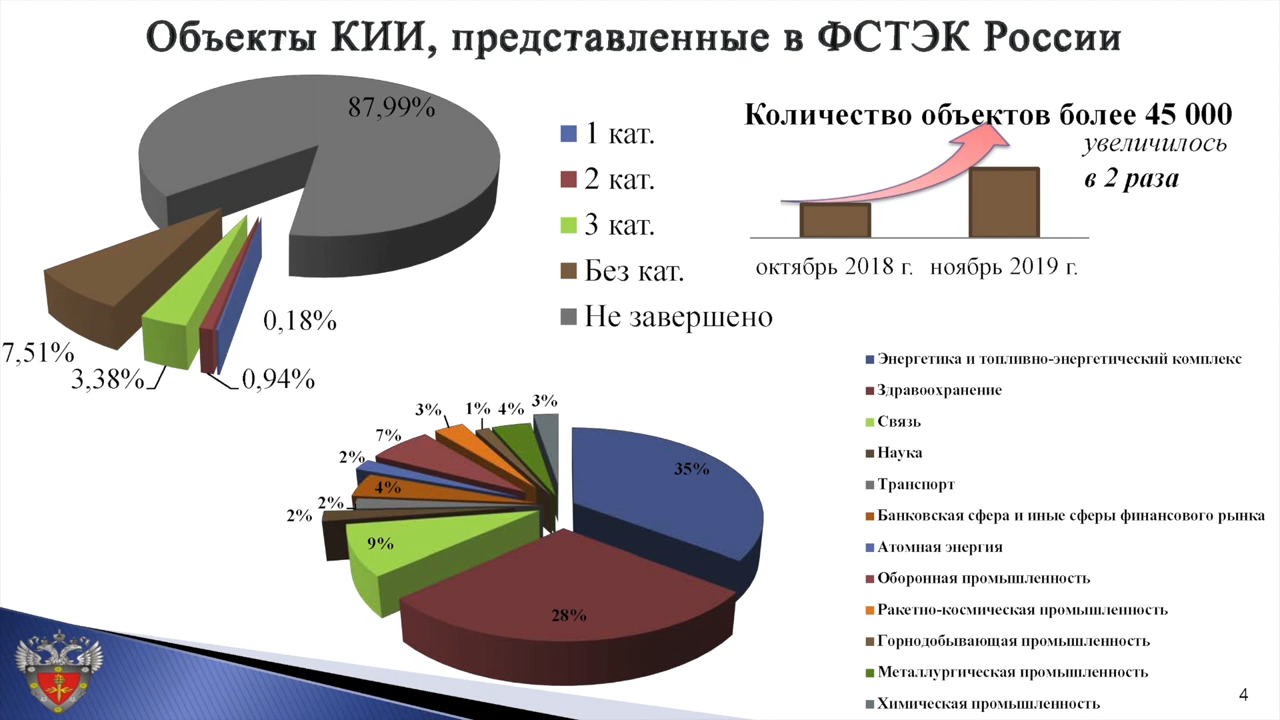 Объекты КИИ, представленные в ФСТЭК России
87,99%
7,51%
3,38%
0,94%
0,18%
1 кат.
2 кат.
3 кат.
Без кат.
Не завершено
Количество объектов более 45 000
увеличилось
в 2 раза
октябрь 2018 г. ноябрь 2019 г.
35%
28%
9%
2%
2%
4%
2%
7%
3%
1%
4%
3%
Энергетика и топливно-энергетический комплекс
Здравоохранение
Связь
Наука
Транспорт
Банковская сфера и иные сферы финансового рынка
Атомная энергия
Оборонная промышленность
Ракетно-космическая промышленность
Горнодобывающая промышленность
Металлургическая промышленность
Химическая промышленность
4